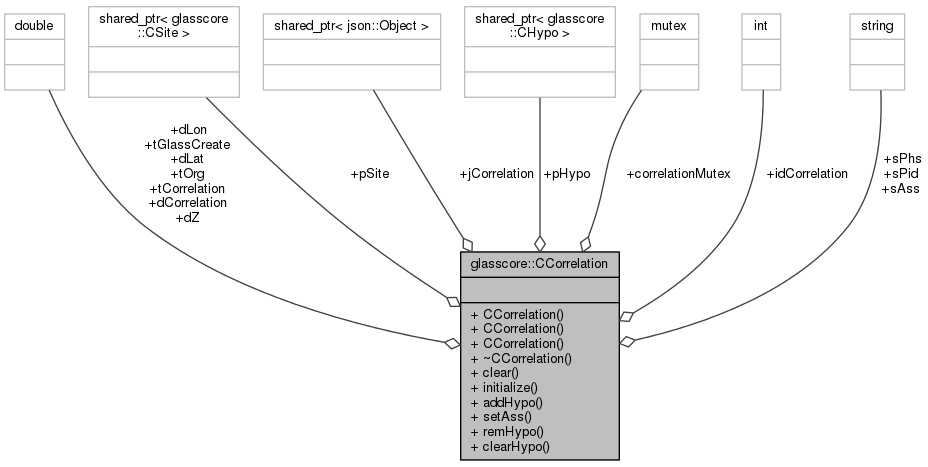 double
shared_ptr< glasscore
::CSite >
shared_ptr< json::Object >
shared_ptr< glasscore
::CHypo >
mutex
int
string
+dLon
+tGlassCreate
+dLat
+tOrg
+tCorrelation
+dCorrelation
+dZ
+pSite
+jCorrelation
+pHypo
+correlationMutex
+idCorrelation
+sPhs
+sPid
+sAss
glasscore::CCorrelation
+ CCorrelation()
+ CCorrelation()
+ CCorrelation()
+ ~CCorrelation()
+ clear()
+ initialize()
+ addHypo()
+ setAss()
+ remHypo()
+ clearHypo()